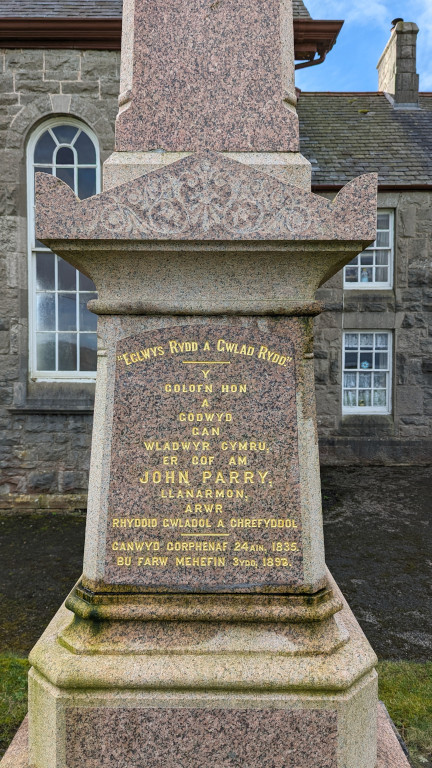 "Eglwys Rydd a Gwlad Rydd".
Y
GOLOFN HON
A
GODWYD
GAN
WLADWYR CYMRU,
ER COF AM
JOHN PARRY,
LLANARMON,
ARWR
RHYDDID GWLADOL A CHREFYDDOL
GANWYD GORPHENAF 24AIN, 1835.
BU FARW MEHEFIN 3YDD, 1892.